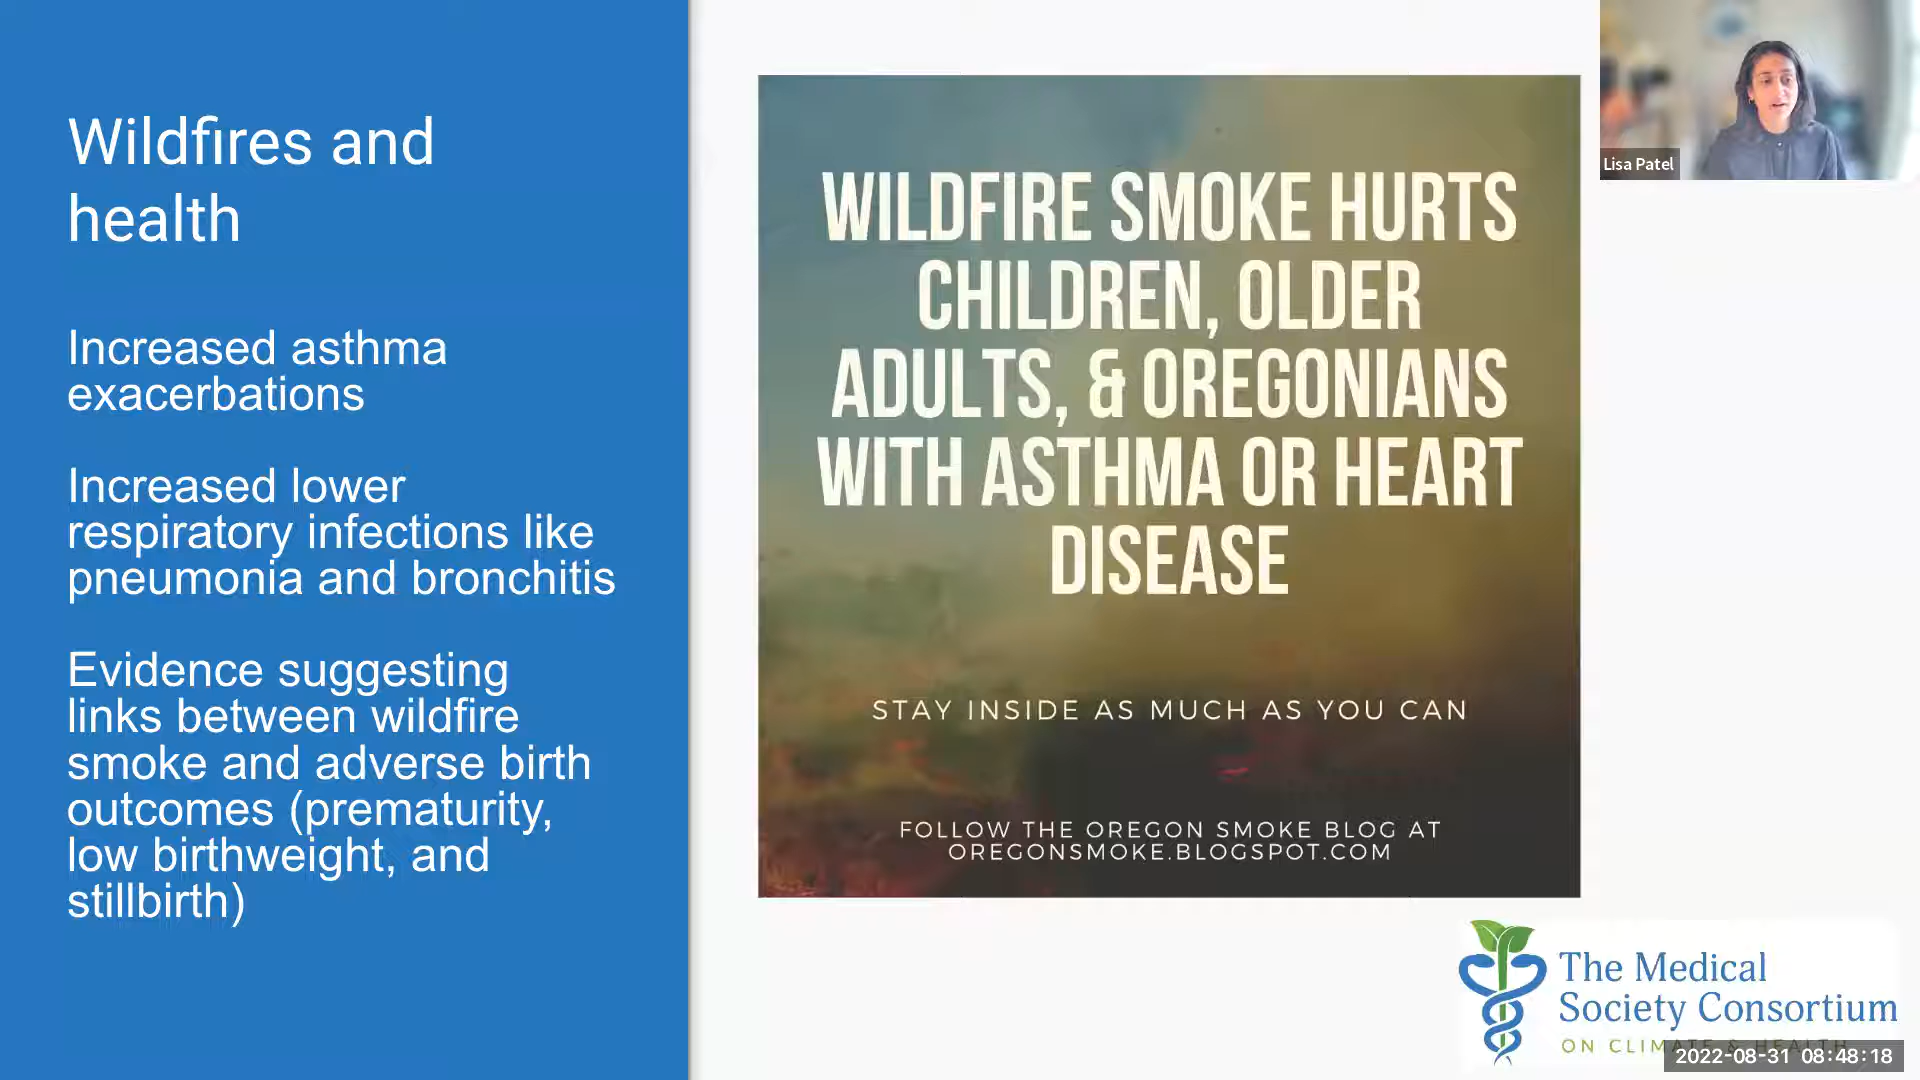 Wildfires and
health
Increased asthma
exacerbations
Increased lower
respiratory infections like
pneumonia and bronchitis
Evidence suggesting
links between wildfire
smoke and adverse birth
outcomes (prematurity,
low birthweight, and
stillbirth)
WILDFIRE SMOKE HURTS
CHILDREN, OLDER
ADULTS, & OREGONIANS
WITH ASTHMA OR HEART
DISEASE
STAY INSIDE AS MUCH AS YOU CAN
FOLLOW THE OREGON SMOKE BLOG AT
OREGONSMOKE.BLOGSPOT.COM
Lisa Patel
The Medical
Society Consortium
ON CLIMATE & HEALTH
2022-08-31 08:48:18